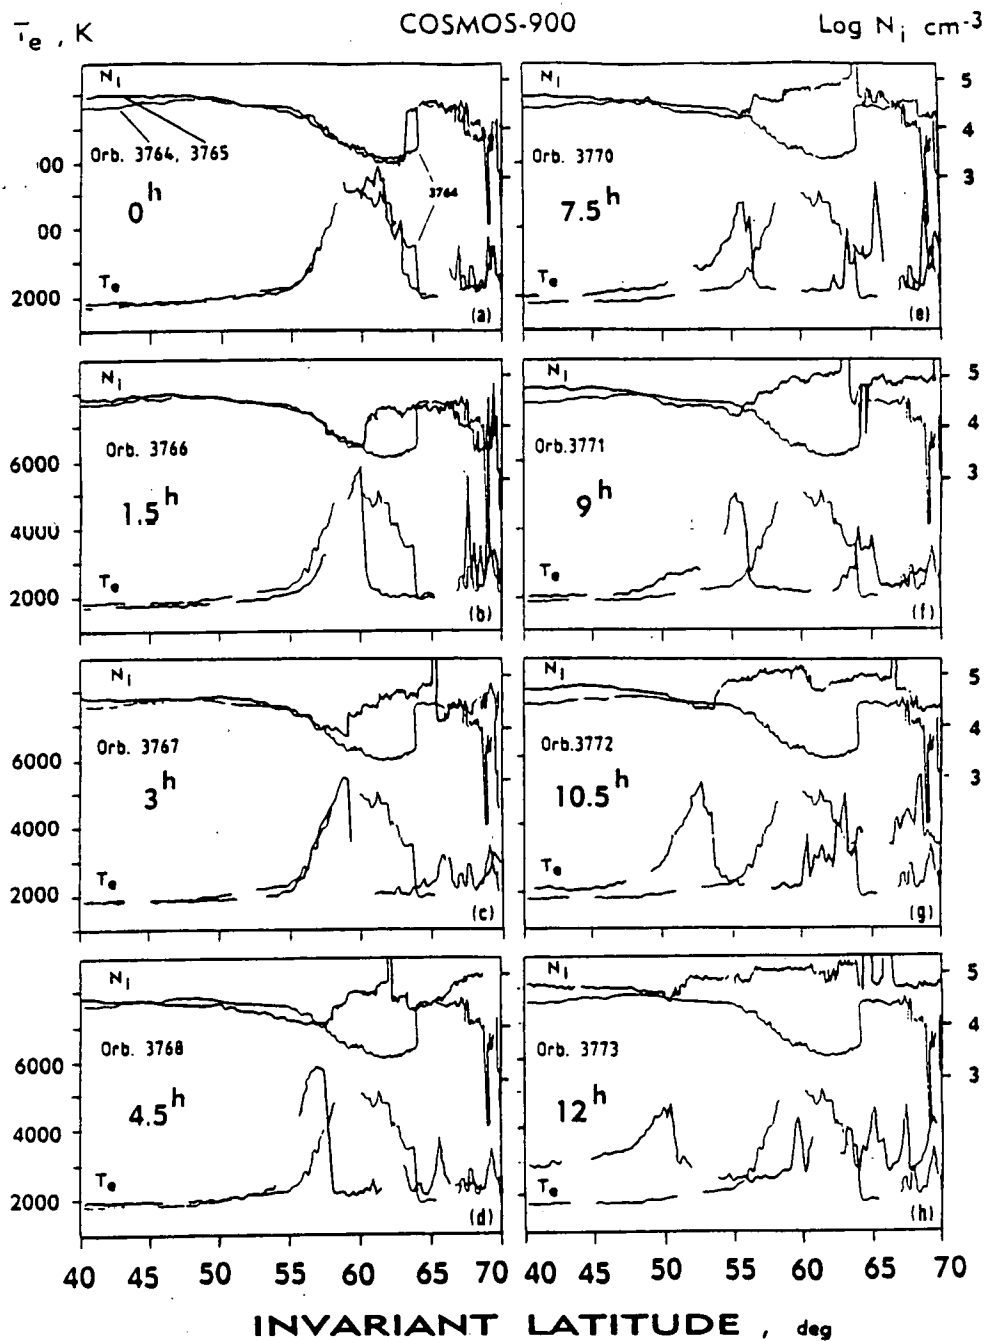 T̅e , K COSMOS-900 Log Ni cm-3
Ni
Orb. 3764, 3765
0h
3764
Te
2000
(a)
Ni
Orb. 3770
7.5h
Te
(e)
5
4
3
Ni
Orb. 3766
6000
1.5h
4000
Te
2000
(b)
Ni
Orb.3771
9h
Te
(f)
5
4
3
Ni
Orb. 3767
6000
3h
4000
Te
2000
(c)
Ni
Orb.3772
10.5h
Te
(g)
5
4
3
Ni
Orb. 3768
6000
4.5h
4000
Te
2000
(d)
Ni
Orb. 3773
12h
Te
(h)
5
4
3
40 45 50 55 60 65 70
40 45 50 55 60 65 70
INVARIANT LATITUDE , deg